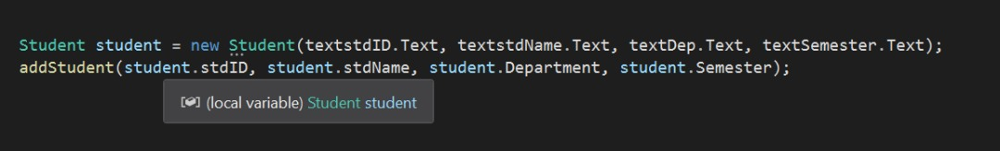 Student student = new Student(textstdID.Text, textstdName.Text, textDep.Text, textSemester.Text);
addStudent(student.stdID, student.stdName, student.Department, student.Semester);
(local variable) Student student